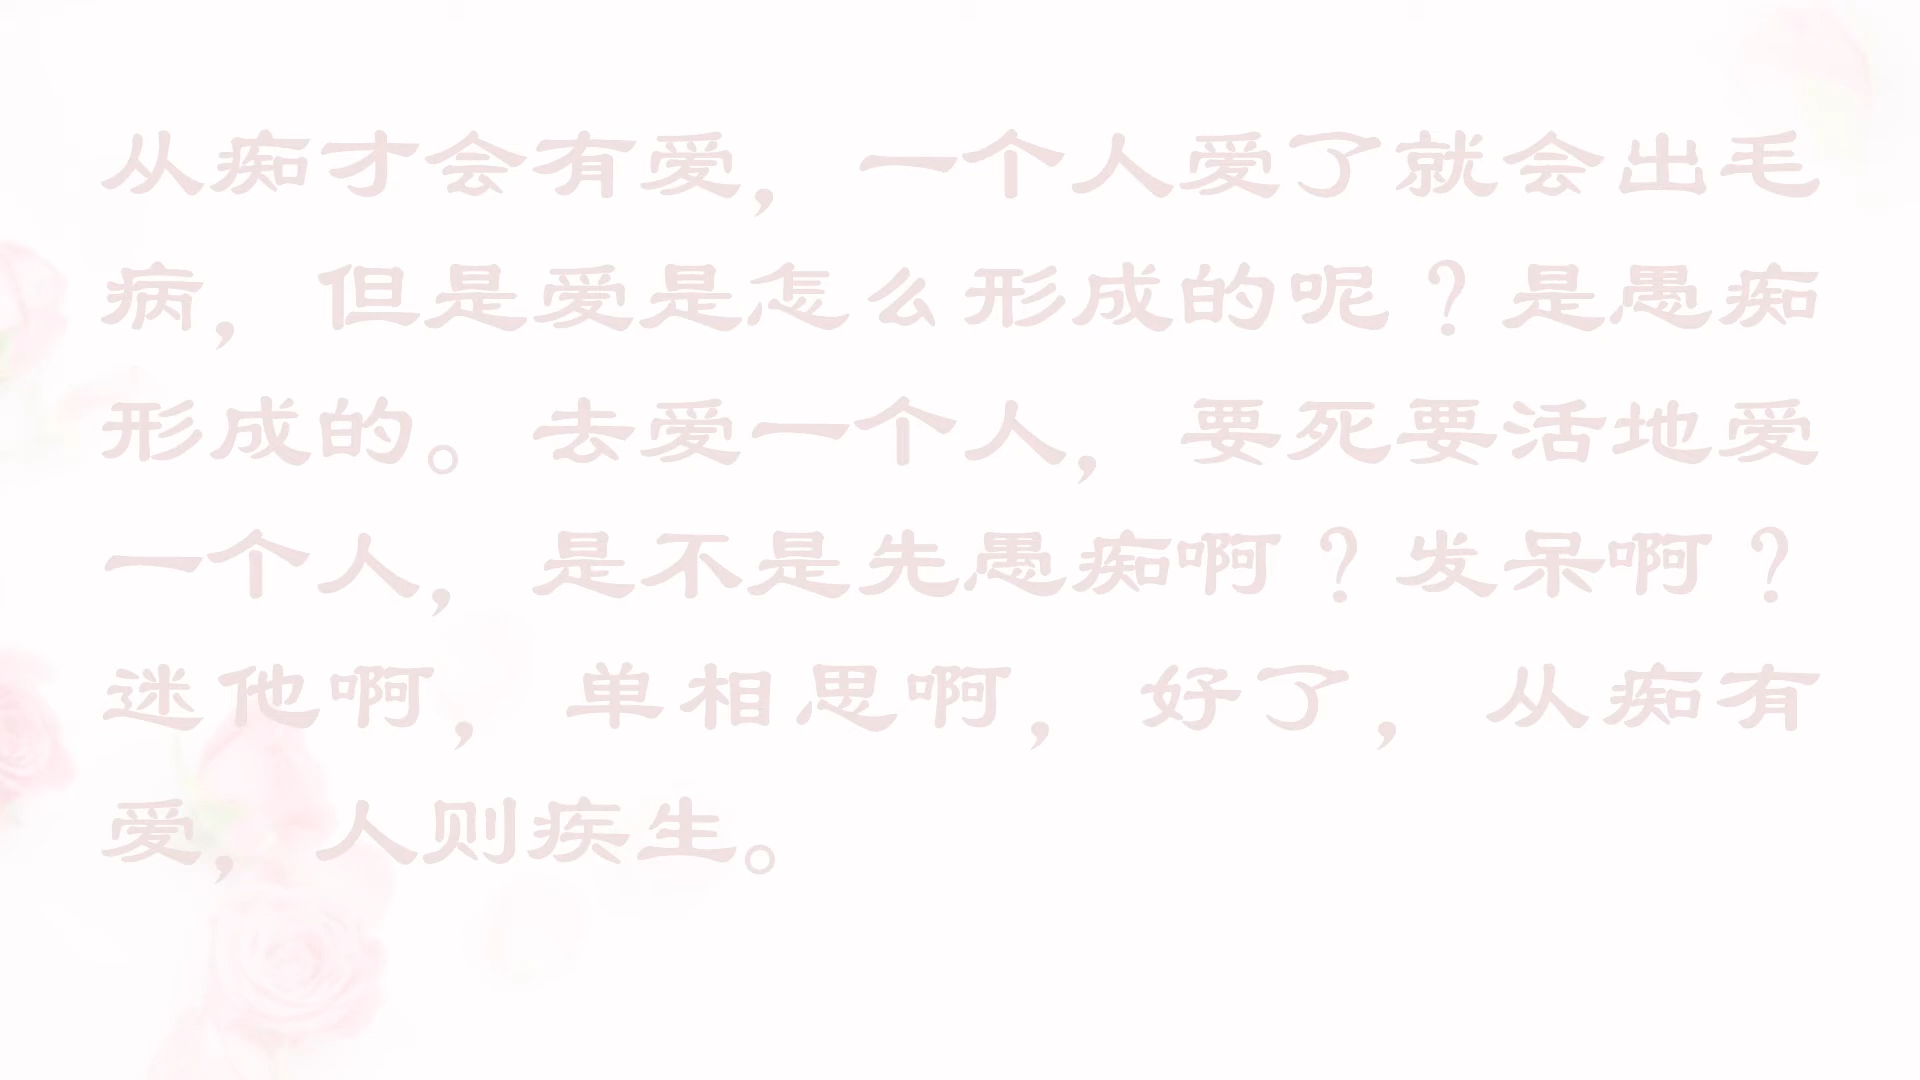 从痴才会有爱，一个人爱了就会出毛
病，但是爱是怎么形成的呢？是愚痴
形成的。去爱一个人，要死要活地爱
一个人，是不是先愚痴啊？发呆啊？
迷他啊，单相思啊，好了，从痴有
爱，人则疾生。